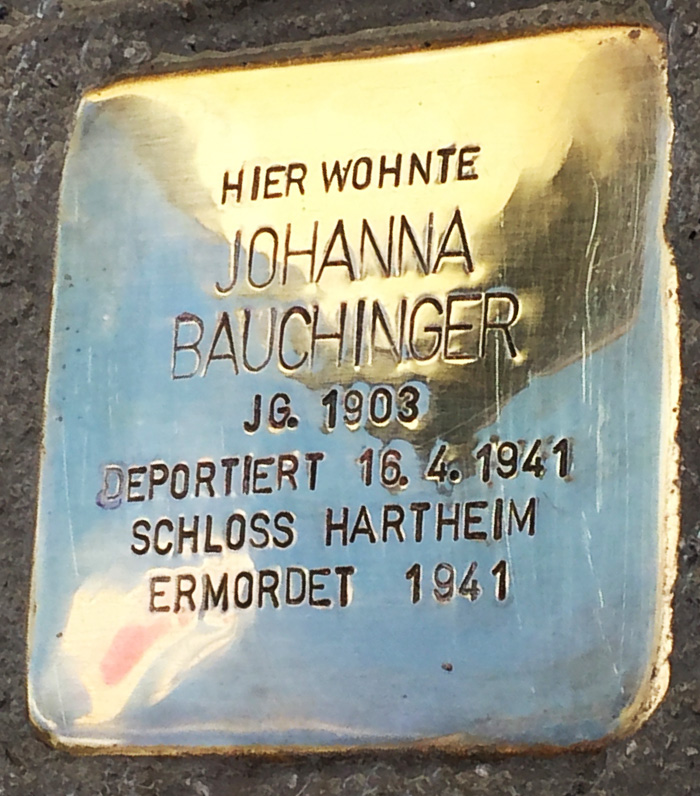 HIER WOHNTE
JOHANNA
BAUCHINGER
JG. 1903
DEPORTIERT 16.4.1941
SCHLOSS HARTHEIM
ERMORDET 1941